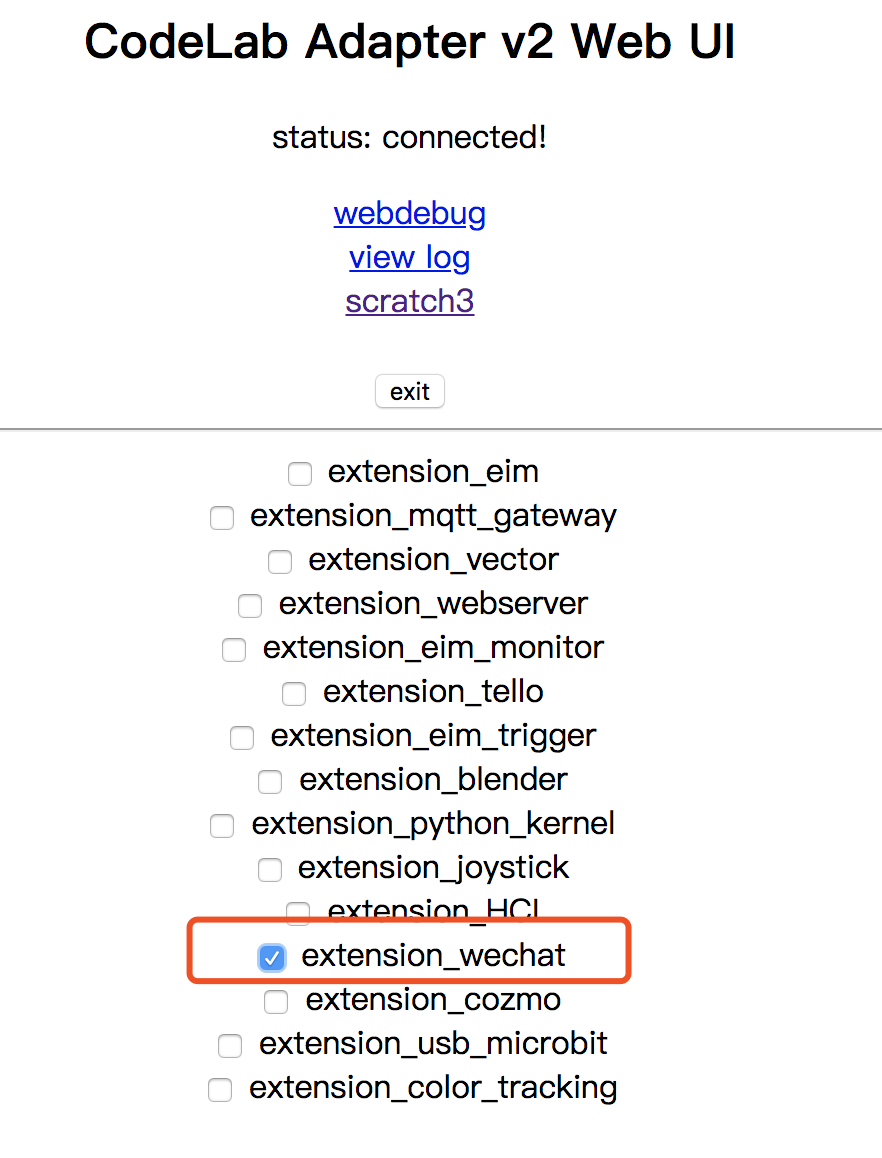 CodeLab Adapter v2 Web UI
status: connected!
webdebug
view log
scratch3
exit
extension_eim
extension_mqtt_gateway
extension_vector
extension_webserver
extension_eim_monitor
extension_tello
extension_eim_trigger
extension_blender
extension_python_kernel
extension_joystick
extension_HCI
extension_wechat
extension_cozmo
extension_usb_microbit
extension_color_tracking